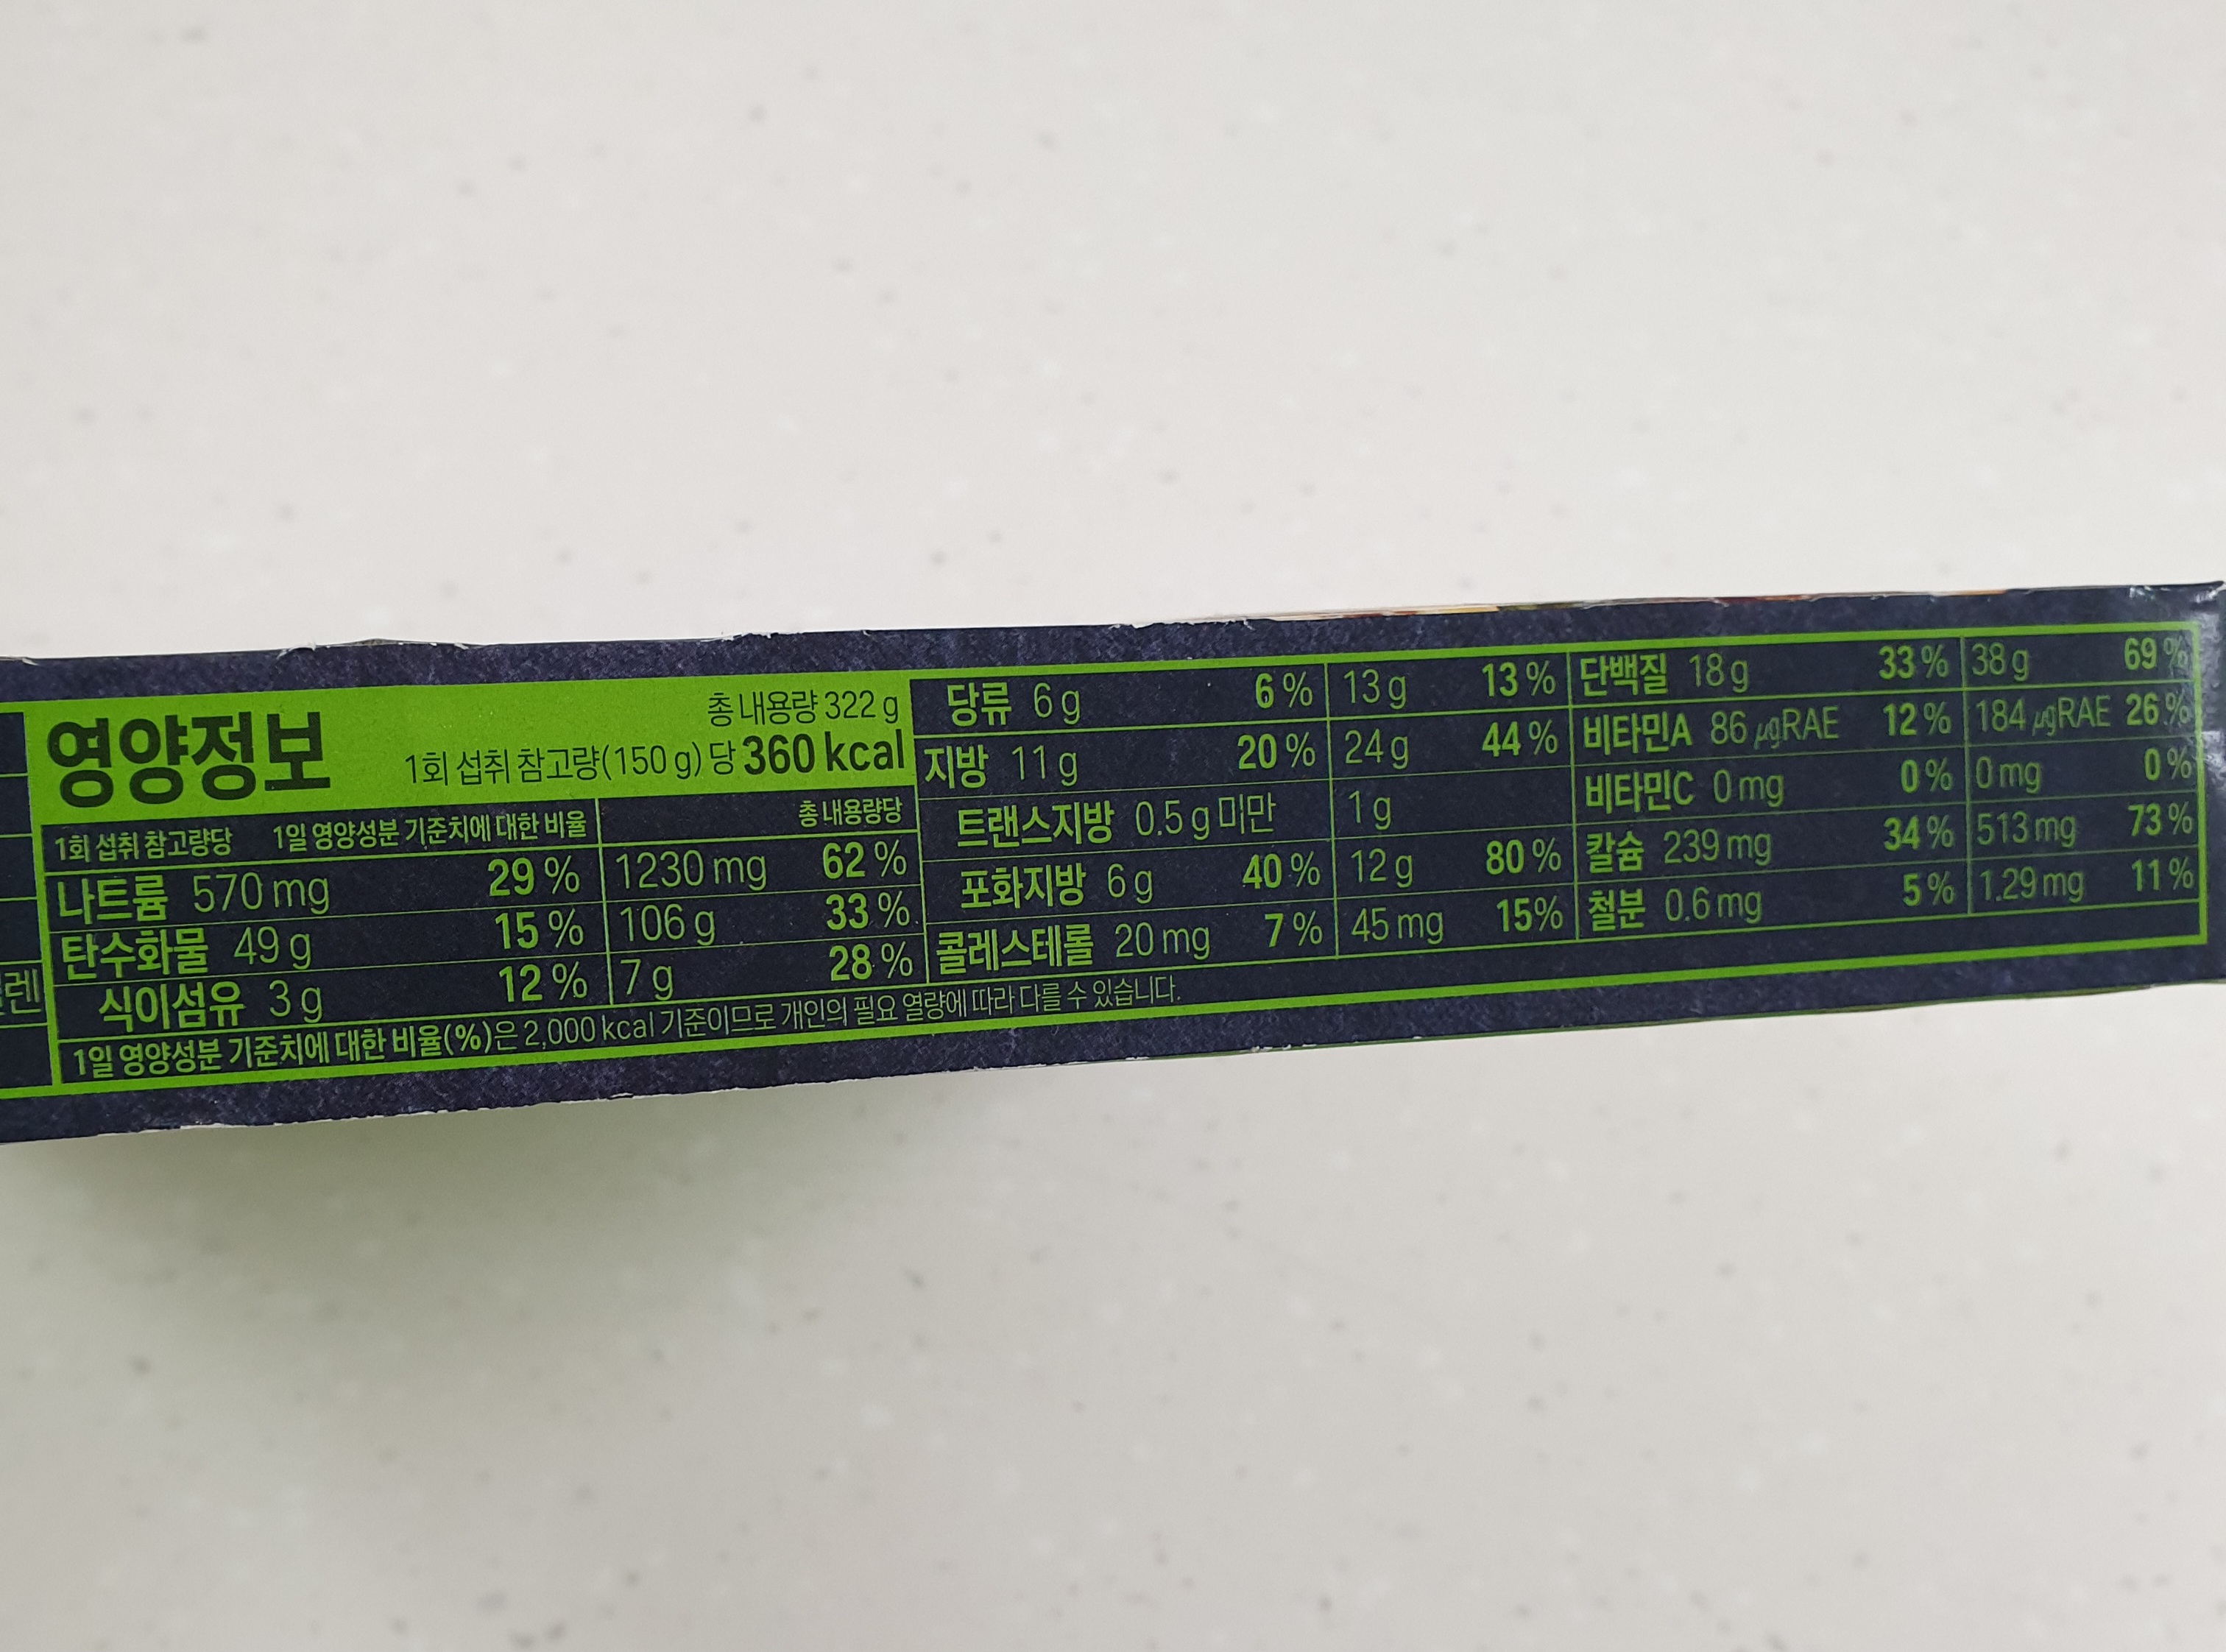 영양정보
총 내용량 322 g
1회 섭취 참고량(150 g) 당 360 kcal
1회 섭취 참고량당 1일 영양성분 기준치에 대한 비율 총 내용량당
나트륨 570 mg 29 % 1230 mg 62 %
탄수화물 49 g 15 % 106 g 33 %
식이섬유 3 g 12 % 7 g 28 %
당류 6 g 6 % 13 g 13 %
지방 11 g 20 % 24 g 44 %
트랜스지방 0.5 g 미만 1 g
포화지방 6 g 40 % 12 g 80 %
콜레스테롤 20 mg 7 % 45 mg 15%
단백질 18 g 33 % 38 g 69 %
비타민A 86 μgRAE 12 % 184 μgRAE 26 %
비타민C 0 mg 0 % 0 mg 0 %
칼슘 239 mg 34 % 513 mg 73 %
철분 0.6 mg 5 % 1.29 mg 11 %
1일 영양성분 기준치에 대한 비율(%)은 2,000 kcal 기준이므로 개인의 필요 열량에 따라 다를 수 있습니다.